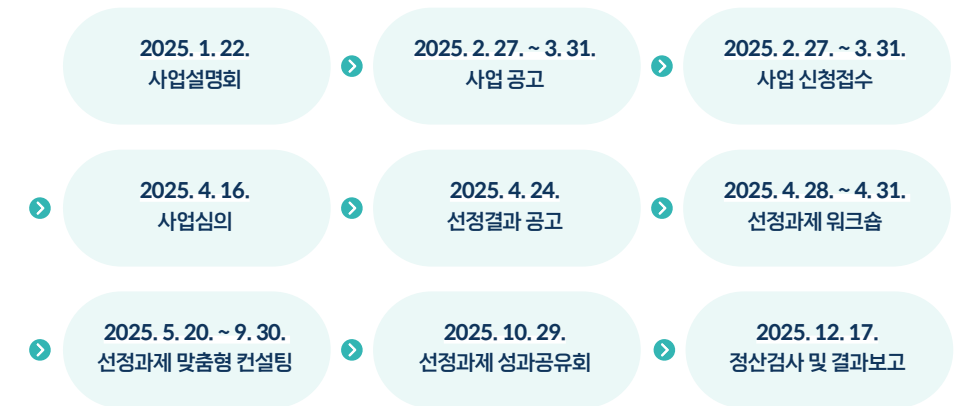 2025. 1. 22.
사업설명회
2025. 2. 27. ~ 3. 31.
사업 공고
2025. 2. 27. ~ 3. 31.
사업 신청접수
2025. 4. 16.
사업심의
2025. 4. 24.
선정결과 공고
2025. 4. 28. ~ 4. 31.
선정과제 워크숍
2025. 5. 20. ~ 9. 30.
선정과제 맞춤형 컨설팅
2025. 10. 29.
선정과제 성과공유회
2025. 12. 17.
정산검사 및 결과보고